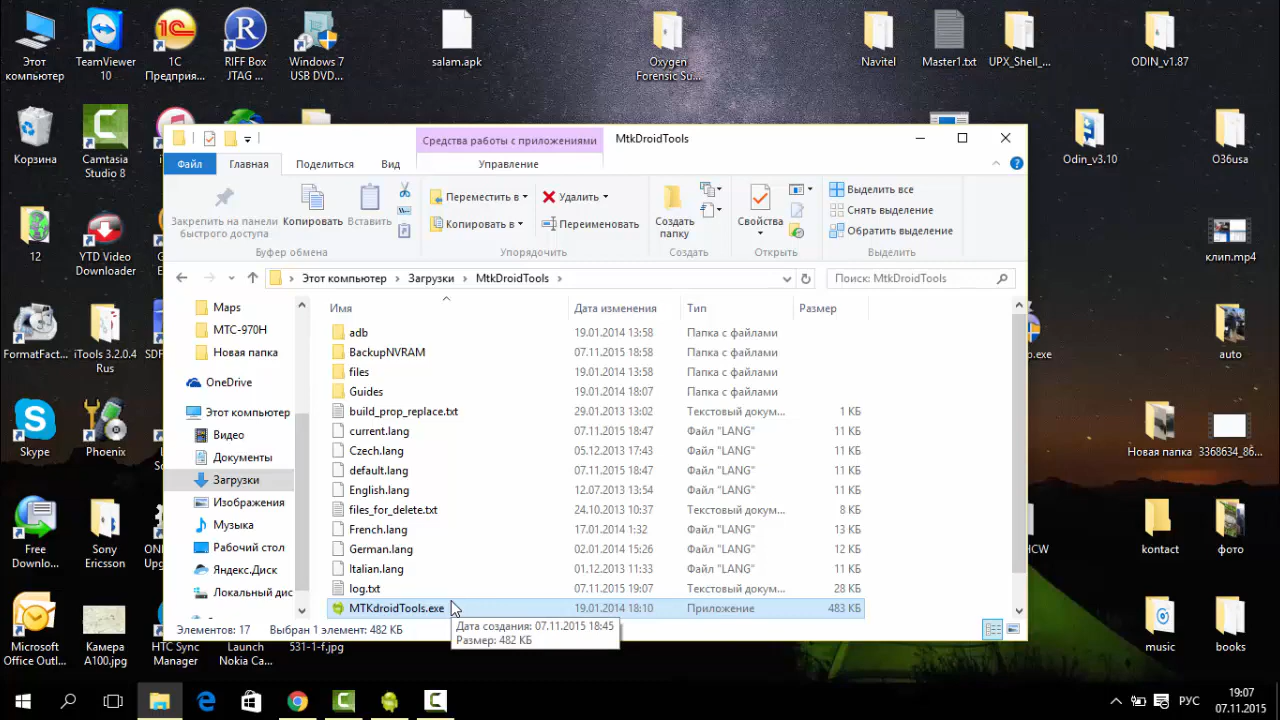 Этот компьютер
TeamViewer 10
1С Предприя...
RIFF Box JTAG ...
Windows 7 USB DVD...
salam.apk
Oxygen Forensic Su...
Navitel
Master1.txt
UPX_Shell_...
ODIN_v1.87
Корзина
Camtasia Studio 8
Odin_v3.10
ОЗбusa
12
YTD Video Downloader
клип.mp4
FormatFact...
iTools 3.2.0.4 Rus
auto
Skype
Phoenix
Новая папка
3368634_86...
Free Downlo...
Sony Ericsson
kontact
фото
Microsoft Office Outl...
Камера A100.jpg
HTC Sync Manager
Launch Nokia Ca...
531-1-f.jpg
music
books
Средства работы с приложениями
MtkDroidTools
Файл
Главная
Поделиться
Вид
Управление
Закрепить на панели быстрого доступа
Копировать
Вставить
Переместить в
Копировать в
Удалить
Переименовать
Создать папку
Свойства
Выделить все
Снять выделение
Обратить выделение
Буфер обмена
Упорядочить
Создать
Открыть
Выделить
Этот компьютер
Загрузки
MtkDroidTools
Поиск: MtkDroidTools
Maps
МТС-970H
Новая папка
OneDrive
Этот компьютер
Видео
Документы
Загрузки
Изображения
Музыка
Рабочий стол
Яндекс.Диск
Локальный дис
Имя Дата изменения Тип Размер
adb 19.01.2014 13:58 Папка с файлами
BackupNVRAM 07.11.2015 18:58 Папка с файлами
files 19.01.2014 13:58 Папка с файлами
Guides 19.01.2014 18:07 Папка с файлами
build_prop_replace.txt 29.01.2013 13:02 Текстовый докум... 1 КБ
current.lang 07.11.2015 18:47 Файл "LANG" 11 КБ
Czech.lang 05.12.2013 17:43 Файл "LANG" 11 КБ
default.lang 07.11.2015 18:47 Файл "LANG" 11 КБ
English.lang 12.07.2013 13:54 Файл "LANG" 11 КБ
files_for_delete.txt 24.10.2013 10:37 Текстовый докум... 8 КБ
French.lang 17.01.2014 1:32 Файл "LANG" 13 КБ
German.lang 02.01.2014 15:26 Файл "LANG" 12 КБ
Italian.lang 01.12.2013 11:33 Файл "LANG" 11 КБ
log.txt 07.11.2015 19:07 Текстовый докум... 28 КБ
MTKdroidTools.exe 19.01.2014 18:10 Приложение 483 КБ
Дата создания: 07.11.2015 18:45
Размер: 482 КБ
Элементов: 17 Выбран 1 элемент: 482 КБ
РУС
19:07
07.11.2015